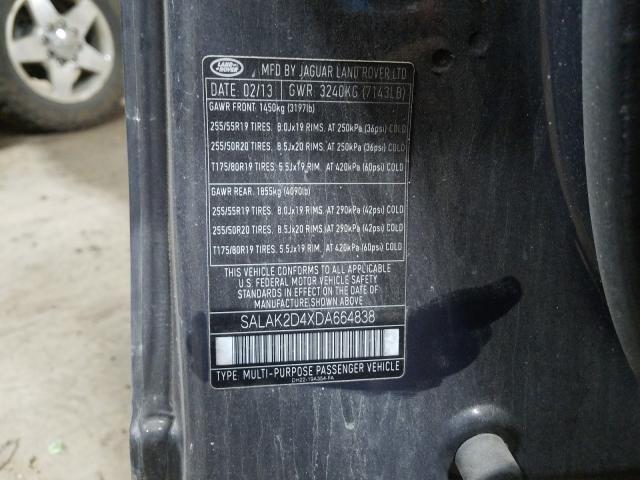 LAND ROVER
MFD BY JAGUAR LAND ROVER LTD
DATE: 02/13 GWR: 3240KG (7143LB)
GAWR FRONT: 1450kg (3197lb)
255/55R19 TIRES. 8.0Jx19 RIMS. AT 250kPa (36psi) COLD
255/50R20 TIRES. 8.5Jx20 RIMS. AT 250kPa (36psi) COLD
T175/80R19 TIRES. 5.5Jx19 RIM. AT 420kPa (60psi) COLD
GAWR REAR: 1855kg (4090lb)
255/55R19 TIRES. 8.0Jx19 RIMS. AT 290kPa (42psi) COLD
255/50R20 TIRES. 8.5Jx20 RIMS. AT 290kPa (42psi) COLD
T175/80R19 TIRES. 5.5Jx19 RIM. AT 420kPa (60psi) COLD
THIS VEHICLE CONFORMS TO ALL APPLICABLE
U.S. FEDERAL MOTOR VEHICLE SAFETY
STANDARDS IN EFFECT ON THE DATE OF
MANUFACTURE, SHOWN ABOVE.
SALAK2D4XDA664838
TYPE: MULTI-PURPOSE PASSENGER VEHICLE
DH22-19A364-FA